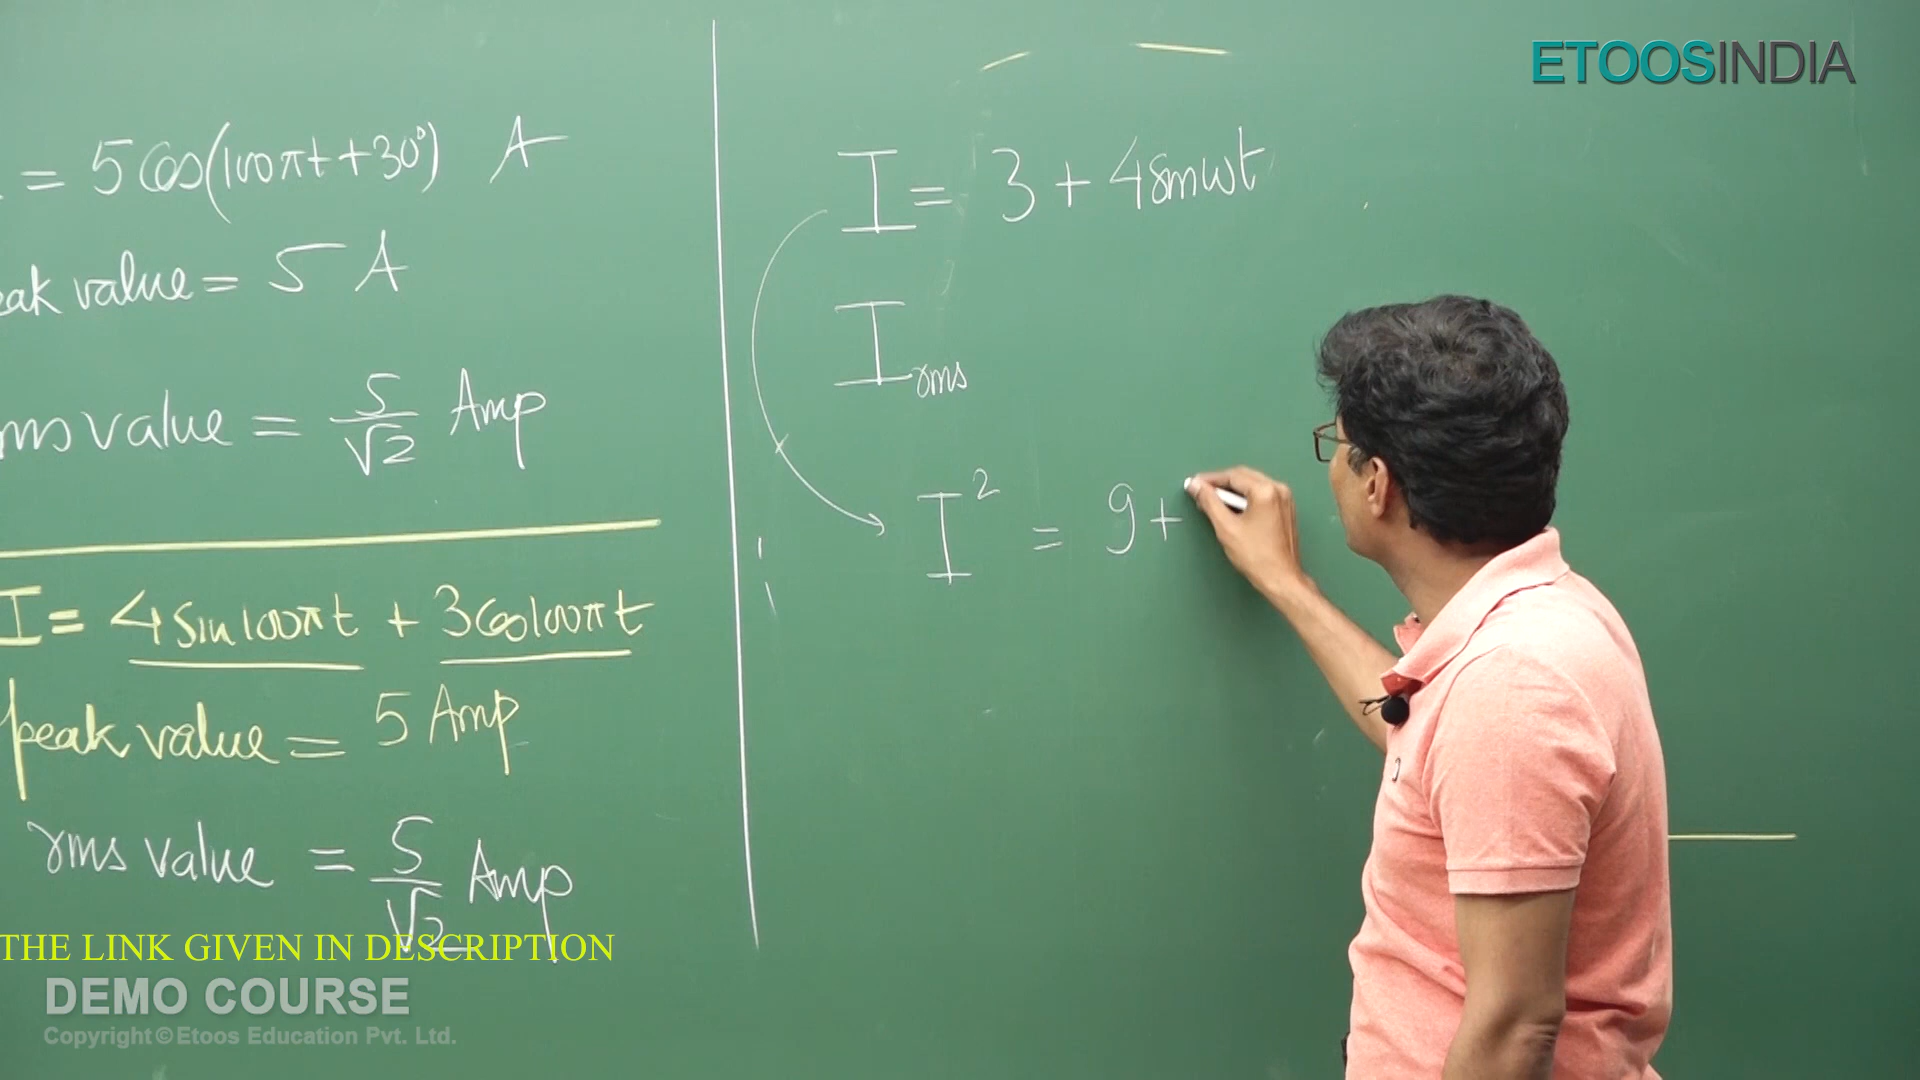 = 5 Cos(100πt + 30°) A
eak value = 5 A
ms value = 5/√2 Amp
I = 4 sin 100πt + 3 Cos 100πt
peak value = 5 Amp
rms value = 5/√2 Amp
I = 3 + 4 sin ωt
I rms
I² = 9 +
ETOOSINDIA
THE LINK GIVEN IN DESCRIPTION
DEMO COURSE
Copyright © Etoos Education Pvt. Ltd.